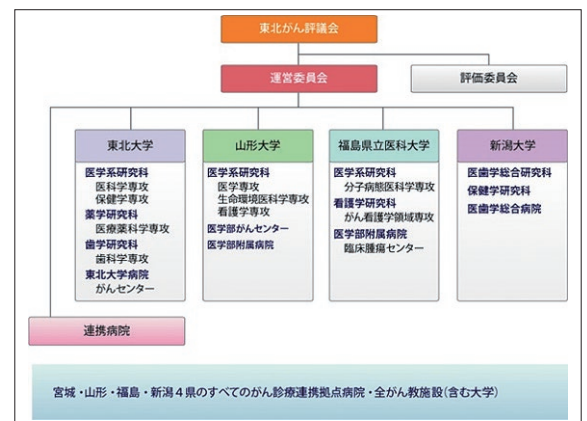 東北がん評議会
運営委員会
評価委員会
東北大学
医学系研究科
医科学専攻
保健学専攻
薬学研究科
医療薬科学専攻
歯学研究科
歯科学専攻
東北大学病院
がんセンター
山形大学
医学系研究科
医学専攻
生命環境医科学専攻
看護学専攻
医学部がんセンター
医学部附属病院
福島県立医科大学
医学系研究科
分子病態医科学専攻
看護学研究科
がん看護学領域専攻
医学部附属病院
臨床腫瘍センター
新潟大学
医歯学総合研究科
保健学研究科
医歯学総合病院
連携病院
宮城・山形・福島・新潟4県のすべてのがん診療連携拠点病院・全がん教施設(含む大学)